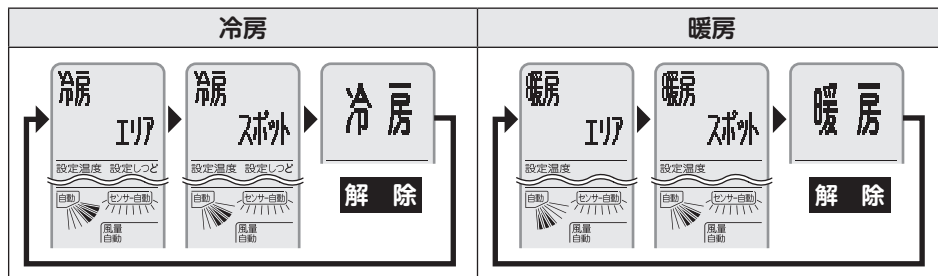 冷房
暖房
冷房
エリア
設定温度 設定しつど
自動
センサー自動
風量
自動
冷房
スポット
設定温度 設定しつど
自動
センサー自動
風量
自動
冷房
解除
暖房
エリア
設定温度
自動
センサー自動
風量
自動
暖房
スポット
設定温度
自動
センサー自動
風量
自動
暖房
解除